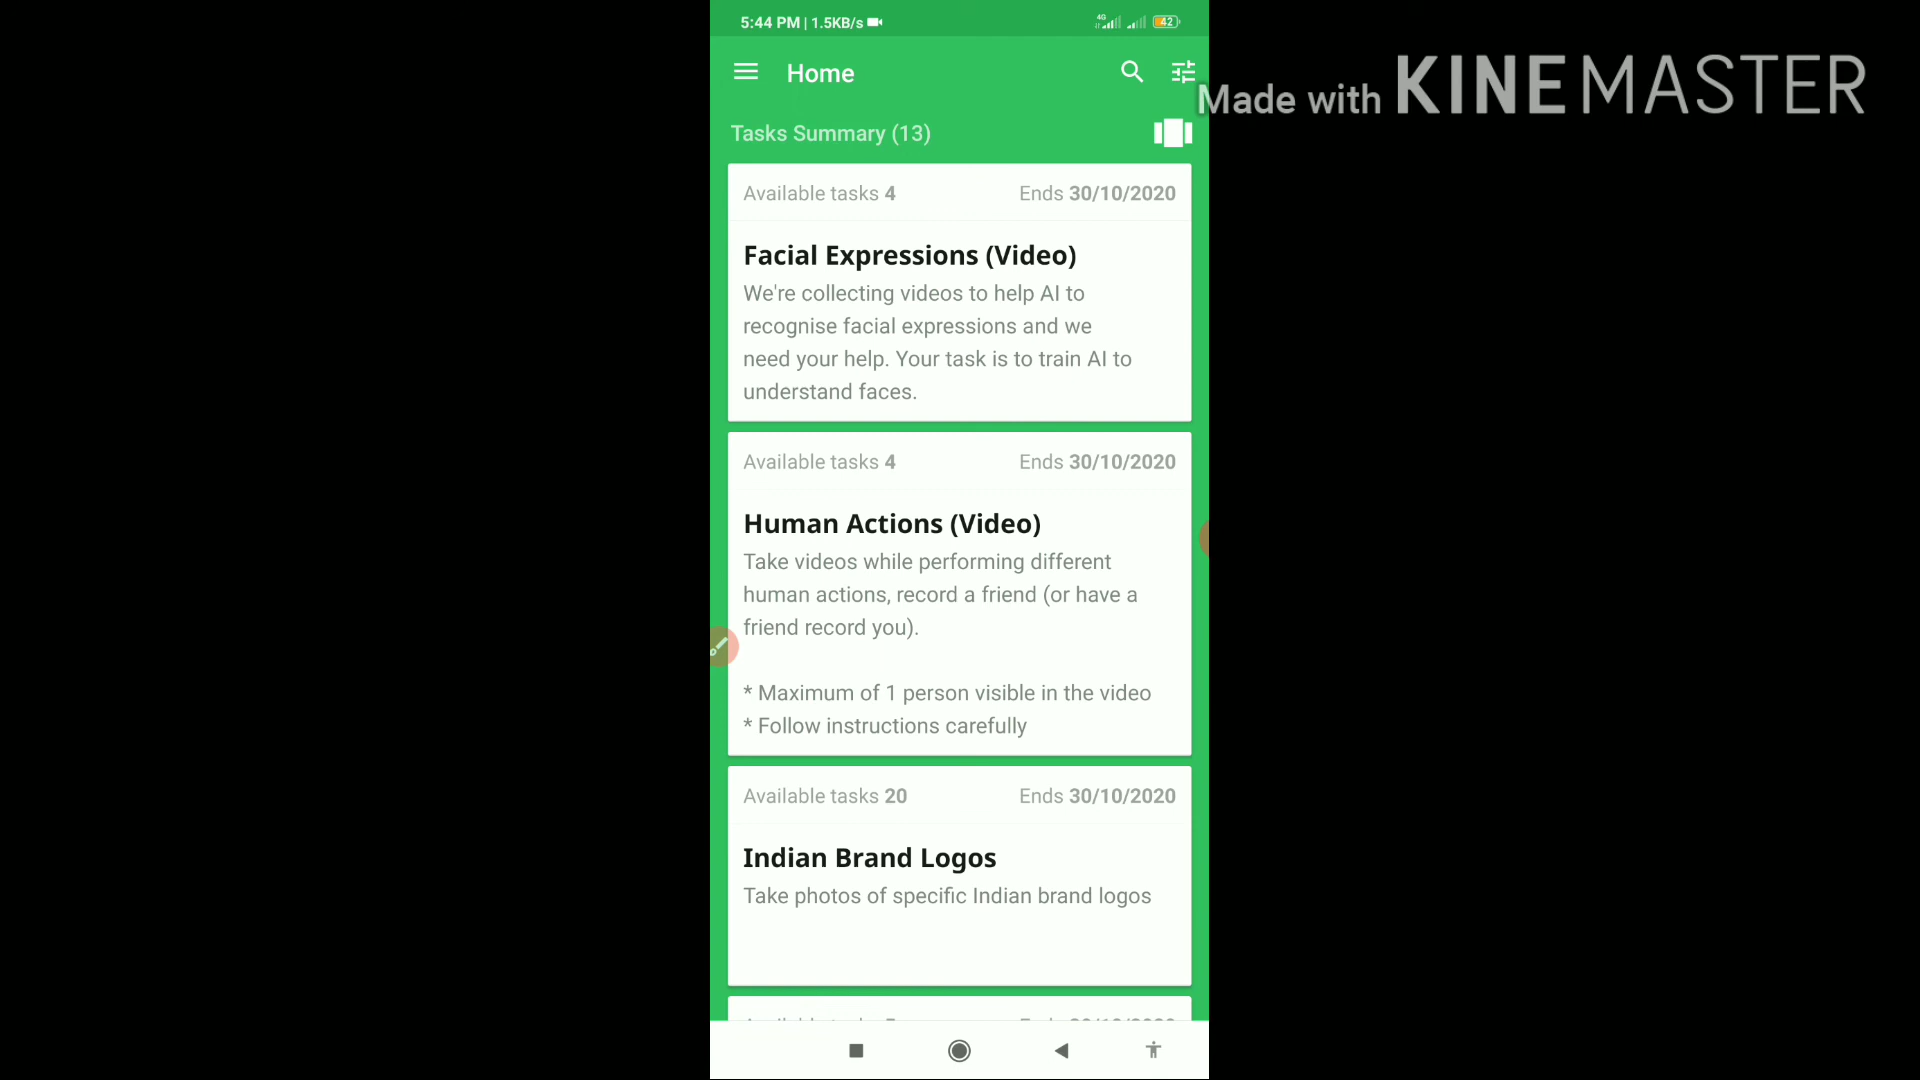 5:44 PM | 1.5KB/s
4G
42
Home
Made with KINEMASTER
Tasks Summary (13)
Available tasks 4
Ends 30/10/2020
Facial Expressions (Video)
We're collecting videos to help AI to
recognise facial expressions and we
need your help. Your task is to train AI to
understand faces.
Available tasks 4
Ends 30/10/2020
Human Actions (Video)
Take videos while performing different
human actions, record a friend (or have a
friend record you).
* Maximum of 1 person visible in the video
* Follow instructions carefully
Available tasks 20
Ends 30/10/2020
Indian Brand Logos
Take photos of specific Indian brand logos